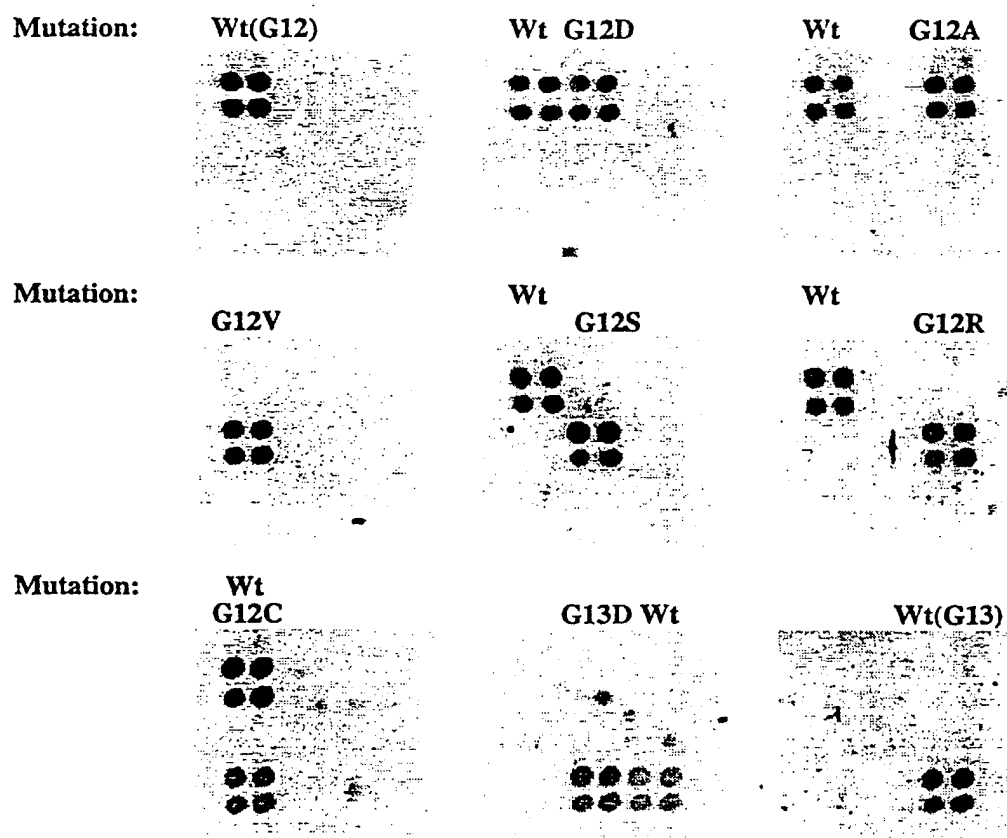 Mutation: Wt(G12) Wt G12D Wt G12A
Mutation: Wt Wt
G12V G12S G12R
Mutation: Wt
G12C G13D Wt Wt(G13)